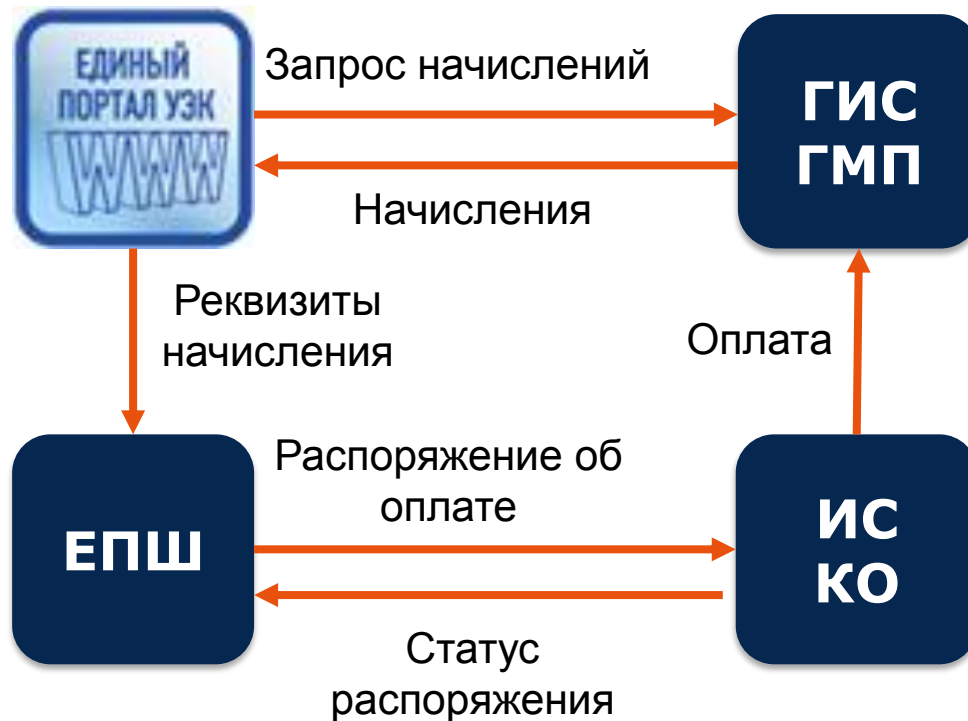 ЕДИНЫЙ
ПОРТАЛ УЭК
Запрос начислений
ГИС
ГМП
Начисления
Реквизиты
начисления
Оплата
ЕПШ
Распоряжение об
оплате
ИС
КО
Статус
распоряжения